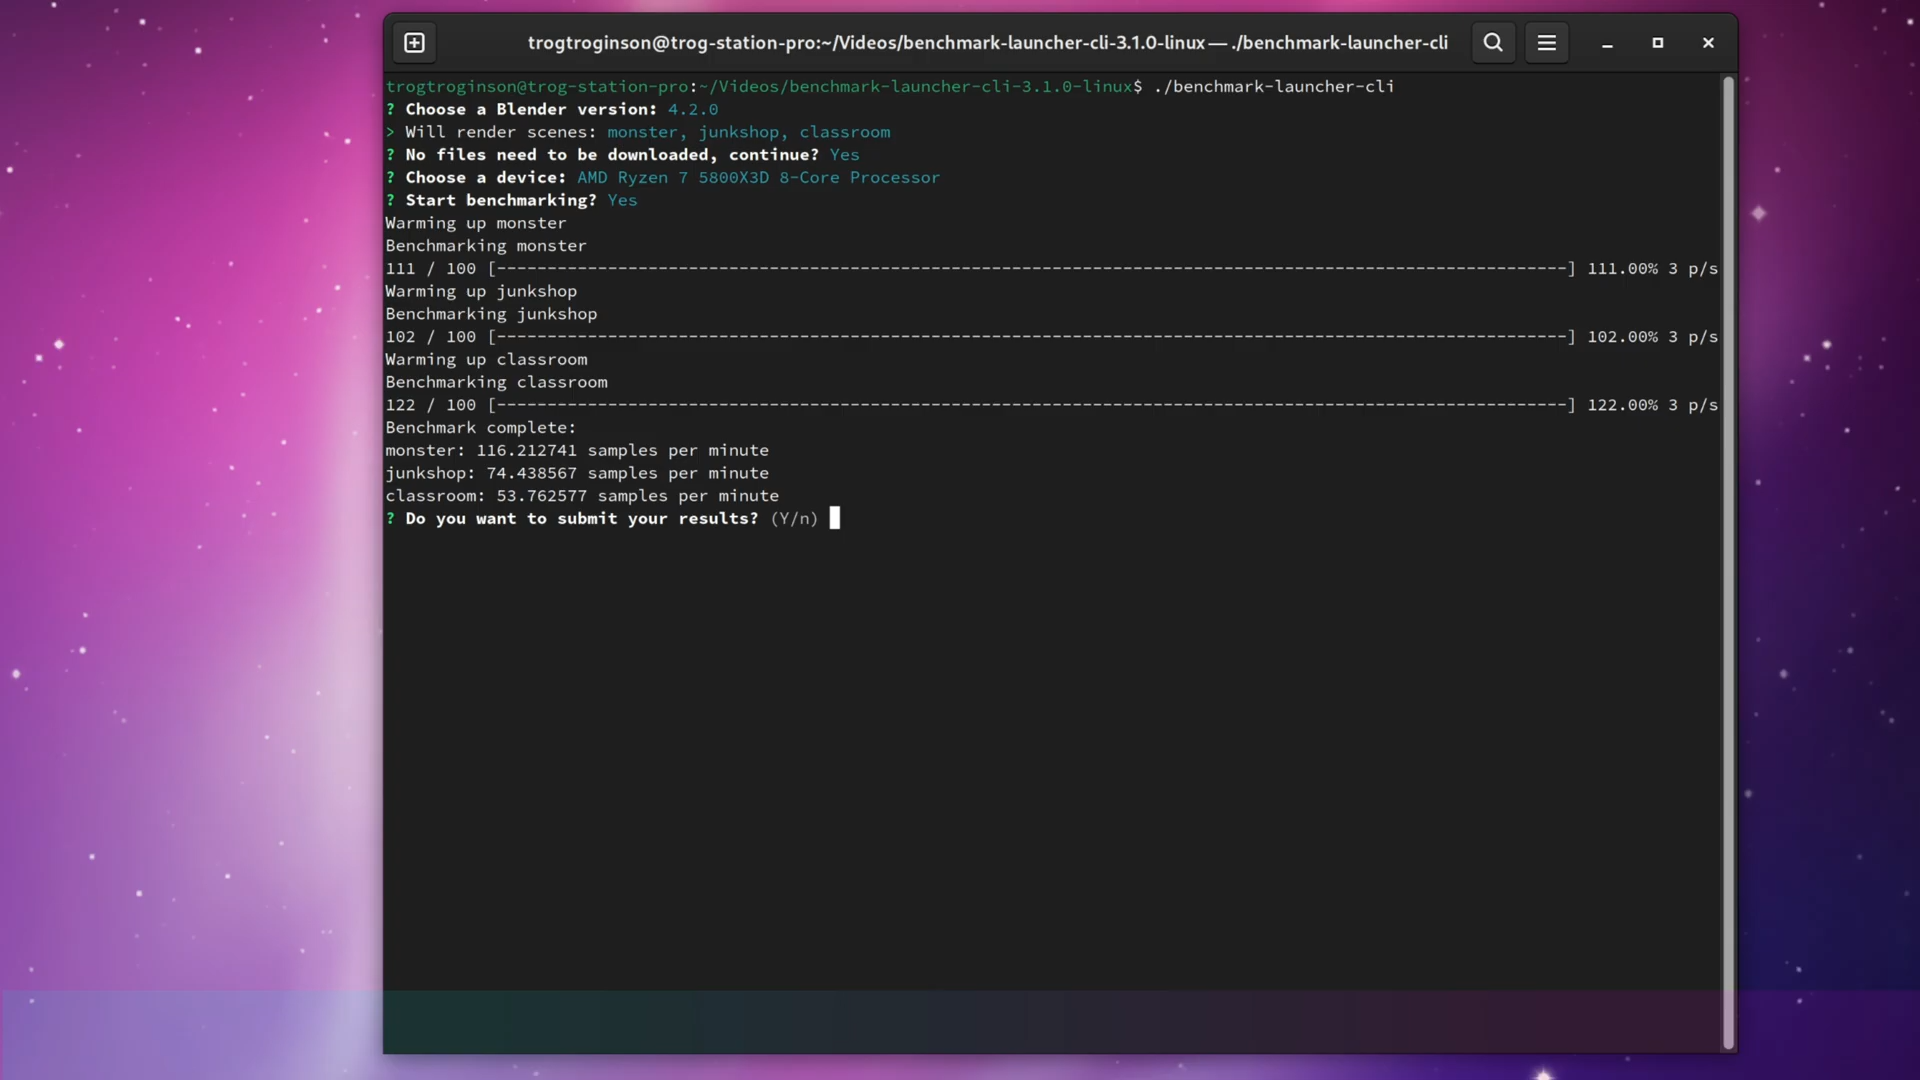 trogtroginson@trog-station-pro:~/Videos/benchmark-launcher-cli-3.1.0-linux — ./benchmark-launcher-cli
trogtroginson@trog-station-pro:~/Videos/benchmark-launcher-cli-3.1.0-linux$ ./benchmark-launcher-cli
? Choose a Blender version: 4.2.0
> Will render scenes: monster, junkshop, classroom
? No files need to be downloaded, continue? Yes
? Choose a device: AMD Ryzen 7 5800X3D 8-Core Processor
? Start benchmarking? Yes
Warming up monster
Benchmarking monster
111 / 100 [----------------------------------------------------------------------------------------------------------] 111.00% 3 p/s
Warming up junkshop
Benchmarking junkshop
102 / 100 [----------------------------------------------------------------------------------------------------------] 102.00% 3 p/s
Warming up classroom
Benchmarking classroom
122 / 100 [----------------------------------------------------------------------------------------------------------] 122.00% 3 p/s
Benchmark complete:
monster: 116.212741 samples per minute
junkshop: 74.438567 samples per minute
classroom: 53.762577 samples per minute
? Do you want to submit your results? (Y/n)